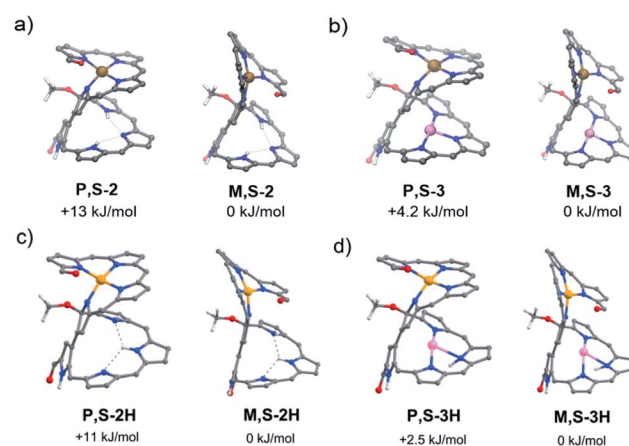 a) b)
P,S-2 M,S-2 P,S-3 M,S-3
+13 kJ/mol 0 kJ/mol +4.2 kJ/mol 0 kJ/mol
c) d)
P,S-2H M,S-2H P,S-3H M,S-3H
+11 kJ/mol 0 kJ/mol +2.5 kJ/mol 0 kJ/mol